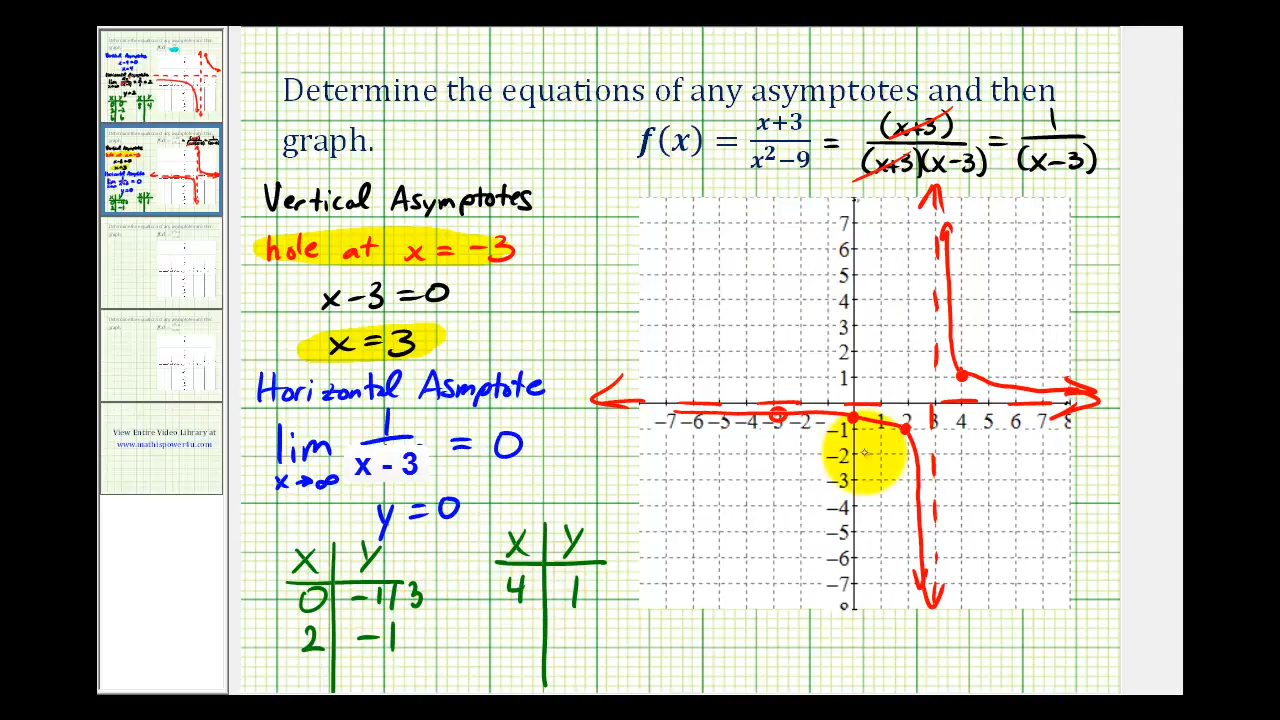 Determine the equations of any asymptotes and then
graph. f(x) = x+3 / x²−9 = (x+3) / (x+3)(x−3) = 1 / (x−3)
Vertical Asymptotes
hole at x = −3
x−3=0
x = 3
Horizontal Asmptote
lim x→∞ 1 / x - 3 = 0
y = 0
x y
0 −1/3
2 −1
x y
4 1
7
6
5
4
3
2
1
−7 −6 −5 −4 −3 −2 − 1 2 3 4 5 6 7 8
−1
−2
−3
−4
−5
−6
−7
8
View Entire Video Library at
www.mathispower4u.com